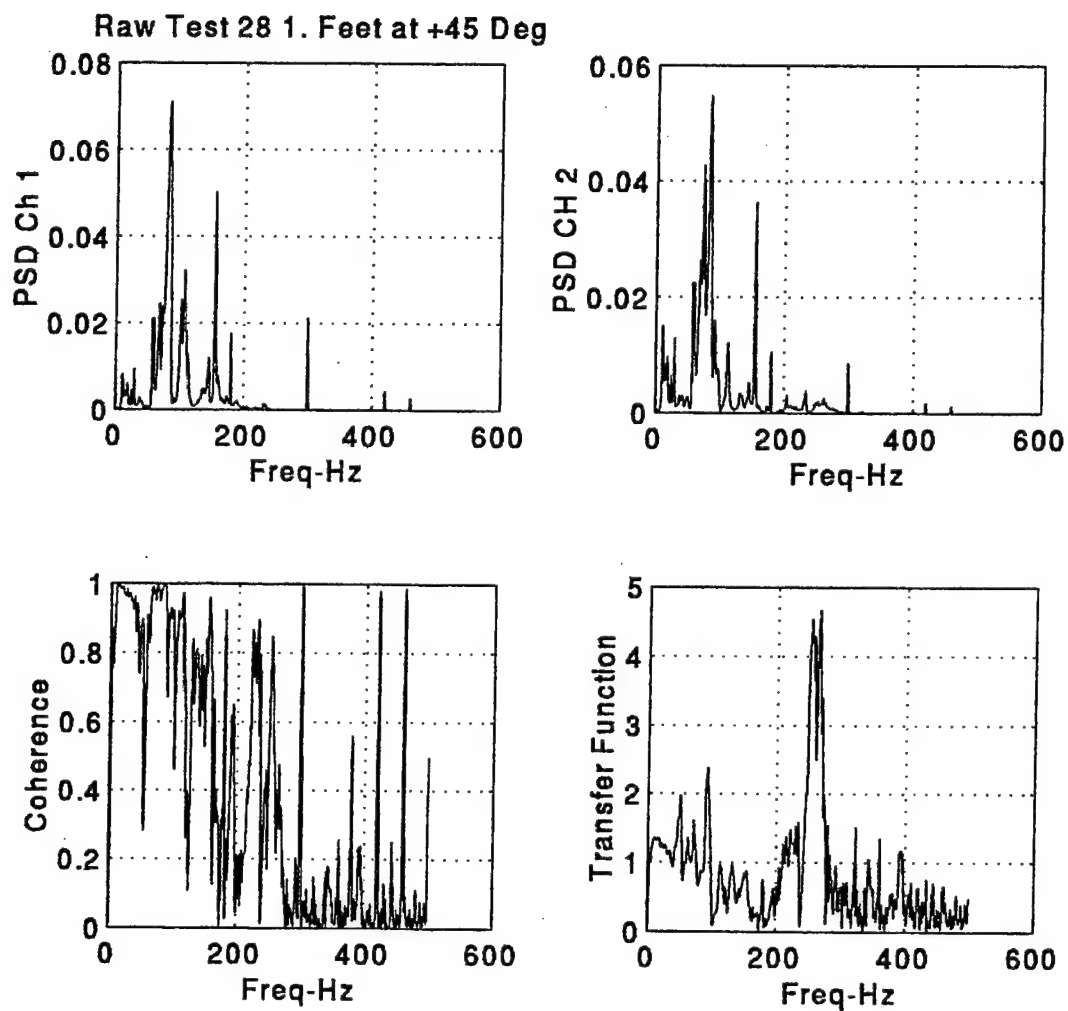 Raw Test 28 1. Feet at +45 Deg
0.08
0.06
0.04
0.02
0
PSD Ch 1
0 200 400 600
Freq-Hz
0.06
0.04
0.02
0
PSD CH 2
0 200 400 600
Freq-Hz
1
0.8
0.6
0.4
0.2
0
Coherence
0 200 400 600
Freq-Hz
5
4
3
2
1
0
Transfer Function
0 200 400 600
Freq-Hz